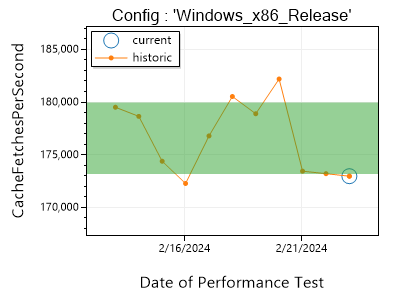 Config : 'Windows_x86_Release'
current
historic
185,000
180,000
175,000
170,000
CacheFetchesPerSecond
2/16/2024
2/21/2024
Date of Performance Test